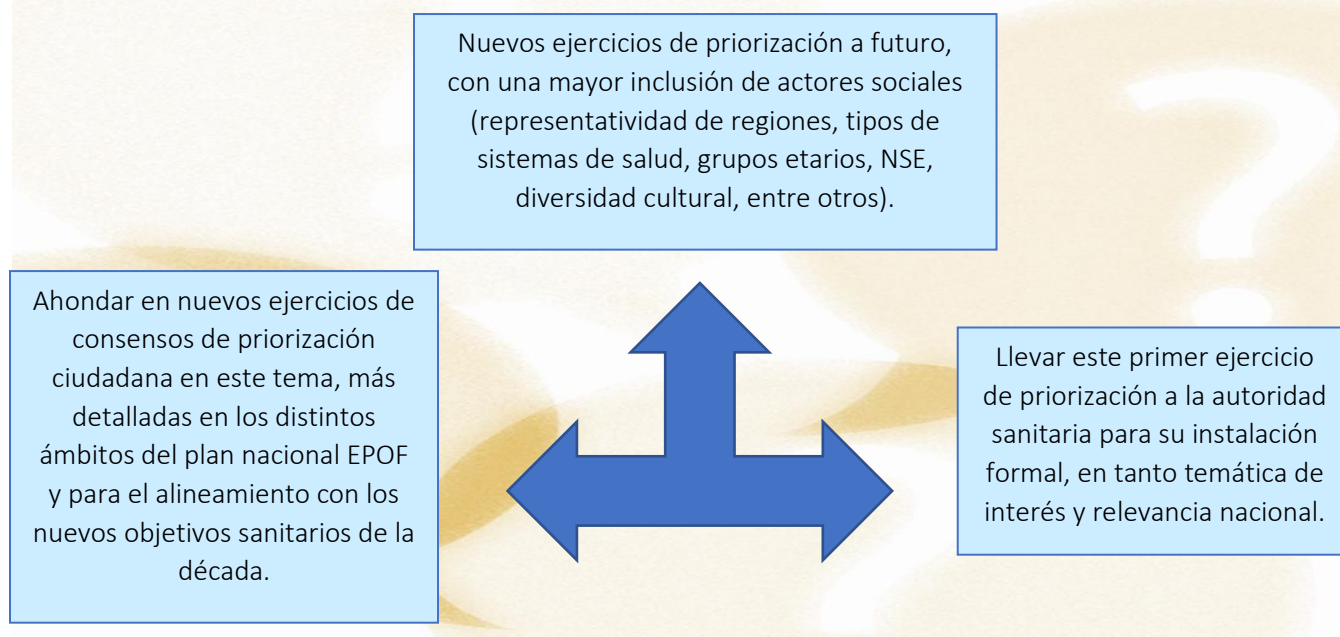 Nuevos ejercicios de priorización a futuro,
con una mayor inclusión de actores sociales
(representatividad de regiones, tipos de
sistemas de salud, grupos etarios, NSE,
diversidad cultural, entre otros).
Ahondar en nuevos ejercicios de
consensos de priorización
ciudadana en este tema, más
detalladas en los distintos
ámbitos del plan nacional EPOF
y para el alineamiento con los
nuevos objetivos sanitarios de la
década.
Llevar este primer ejercicio
de priorización a la autoridad
sanitaria para su instalación
formal, en tanto temática de
interés y relevancia nacional.